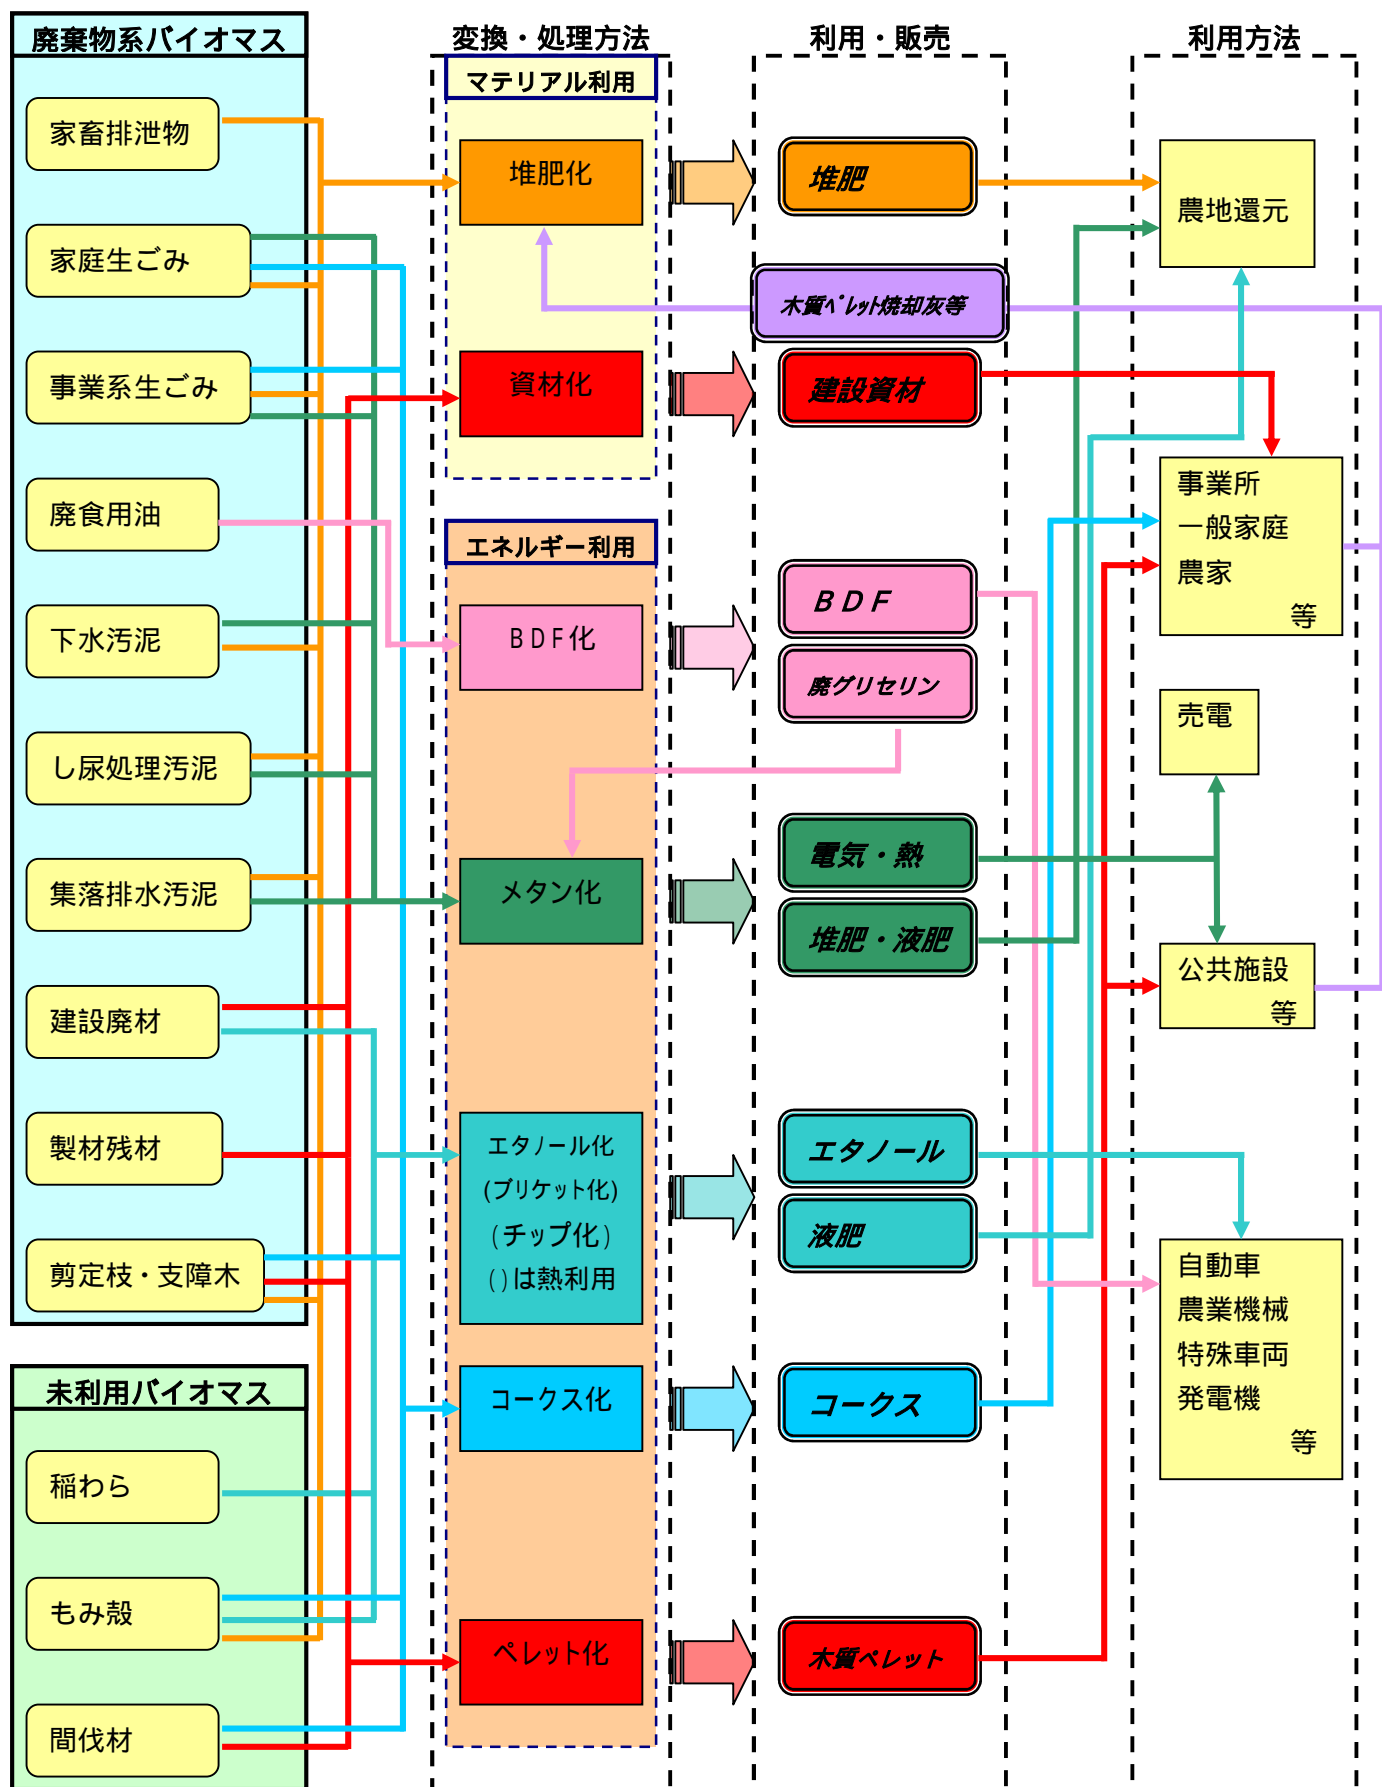 廃棄物系バイオマス
家畜排泄物
家庭生ごみ
事業系生ごみ
廃食用油
下水汚泥
し尿処理汚泥
集落排水汚泥
建設廃材
製材残材
剪定枝・支障木
未利用バイオマス
稲わら
もみ殻
間伐材
変換・処理方法
マテリアル利用
堆肥化
資材化
エネルギー利用
ＢＤＦ化
メタン化
エタノール化
(ブリケット化)
(チップ化)
()は熱利用
コークス化
ペレット化
利用・販売
堆肥
木質ペレット焼却灰等
建設資材
ＢＤＦ
廃グリセリン
電気・熱
堆肥・液肥
エタノール
液肥
コークス
木質ペレット
利用方法
農地還元
事業所
一般家庭
農家
等
売電
公共施設
等
自動車
農業機械
特殊車両
発電機
等